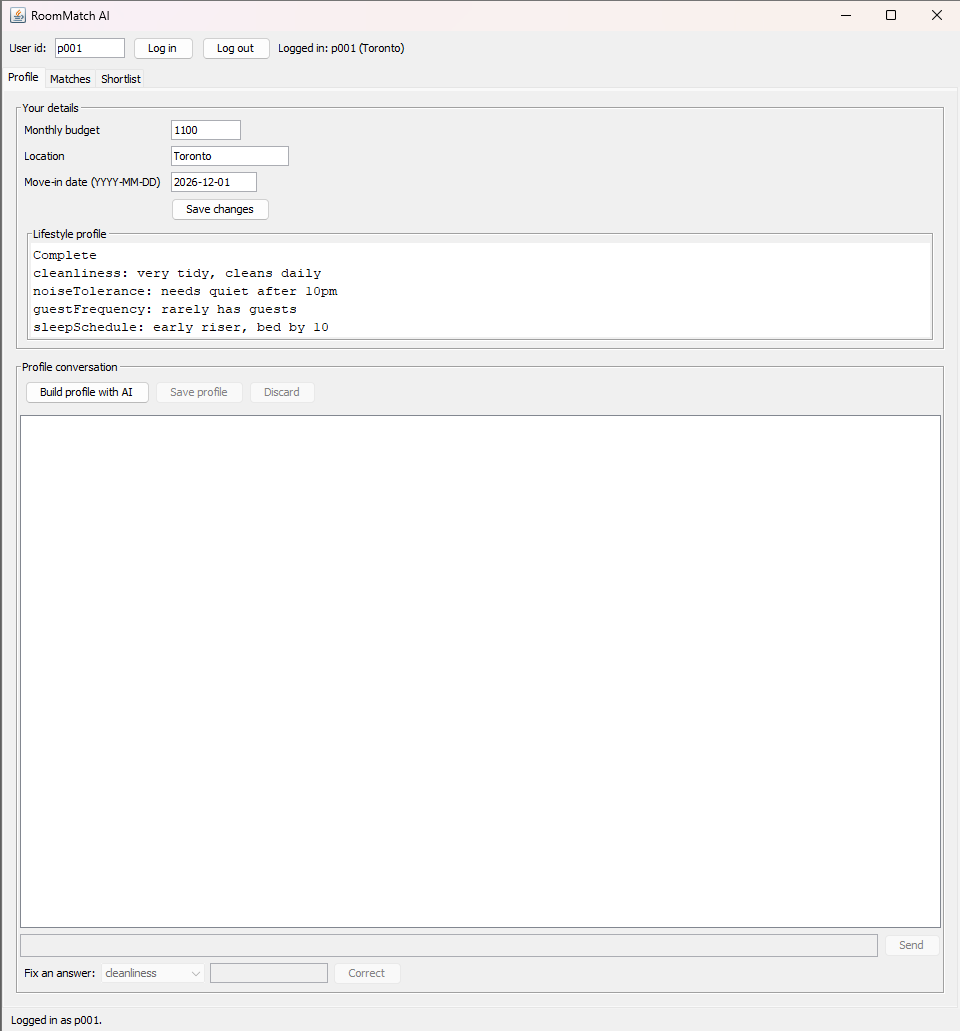 RoomMatch AI
User id: p001 Log in Log out Logged in: p001 (Toronto)
Profile Matches Shortlist
Your details
Monthly budget 1100
Location Toronto
Move-in date (YYYY-MM-DD) 2026-12-01
Save changes
Lifestyle profile
Complete
cleanliness: very tidy, cleans daily
noiseTolerance: needs quiet after 10pm
guestFrequency: rarely has guests
sleepSchedule: early riser, bed by 10
Profile conversation
Build profile with AI Save profile Discard
Send
Fix an answer: cleanliness Correct
Logged in as p001.